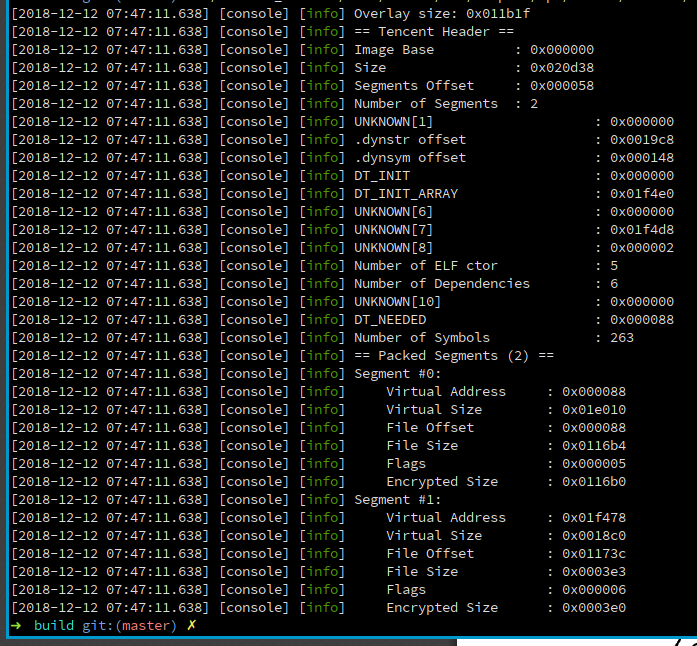 [2018-12-12 07:47:11.638] [console] [info] Overlay size: 0x011b1f
[2018-12-12 07:47:11.638] [console] [info] == Tencent Header ==
[2018-12-12 07:47:11.638] [console] [info] Image Base : 0x000000
[2018-12-12 07:47:11.638] [console] [info] Size : 0x020d38
[2018-12-12 07:47:11.638] [console] [info] Segments Offset : 0x000058
[2018-12-12 07:47:11.638] [console] [info] Number of Segments : 2
[2018-12-12 07:47:11.638] [console] [info] UNKNOWN[1] : 0x000000
[2018-12-12 07:47:11.638] [console] [info] .dynstr offset : 0x0019c8
[2018-12-12 07:47:11.638] [console] [info] .dynsym offset : 0x000148
[2018-12-12 07:47:11.638] [console] [info] DT_INIT : 0x000000
[2018-12-12 07:47:11.638] [console] [info] DT_INIT_ARRAY : 0x01f4e0
[2018-12-12 07:47:11.638] [console] [info] UNKNOWN[6] : 0x000000
[2018-12-12 07:47:11.638] [console] [info] UNKNOWN[7] : 0x01f4d8
[2018-12-12 07:47:11.638] [console] [info] UNKNOWN[8] : 0x000002
[2018-12-12 07:47:11.638] [console] [info] Number of ELF ctor : 5
[2018-12-12 07:47:11.638] [console] [info] Number of Dependencies : 6
[2018-12-12 07:47:11.638] [console] [info] UNKNOWN[10] : 0x000000
[2018-12-12 07:47:11.638] [console] [info] DT_NEEDED : 0x000088
[2018-12-12 07:47:11.638] [console] [info] Number of Symbols : 263
[2018-12-12 07:47:11.638] [console] [info] == Packed Segments (2) ==
[2018-12-12 07:47:11.638] [console] [info] Segment #0:
[2018-12-12 07:47:11.638] [console] [info] Virtual Address : 0x000088
[2018-12-12 07:47:11.638] [console] [info] Virtual Size : 0x01e010
[2018-12-12 07:47:11.638] [console] [info] File Offset : 0x000088
[2018-12-12 07:47:11.638] [console] [info] File Size : 0x0116b4
[2018-12-12 07:47:11.638] [console] [info] Flags : 0x000005
[2018-12-12 07:47:11.638] [console] [info] Encrypted Size : 0x0116b0
[2018-12-12 07:47:11.638] [console] [info] Segment #1:
[2018-12-12 07:47:11.638] [console] [info] Virtual Address : 0x01f478
[2018-12-12 07:47:11.638] [console] [info] Virtual Size : 0x0018c0
[2018-12-12 07:47:11.638] [console] [info] File Offset : 0x01173c
[2018-12-12 07:47:11.638] [console] [info] File Size : 0x0003e3
[2018-12-12 07:47:11.638] [console] [info] Flags : 0x000006
[2018-12-12 07:47:11.638] [console] [info] Encrypted Size : 0x0003e0
→ build git:(master) ✗